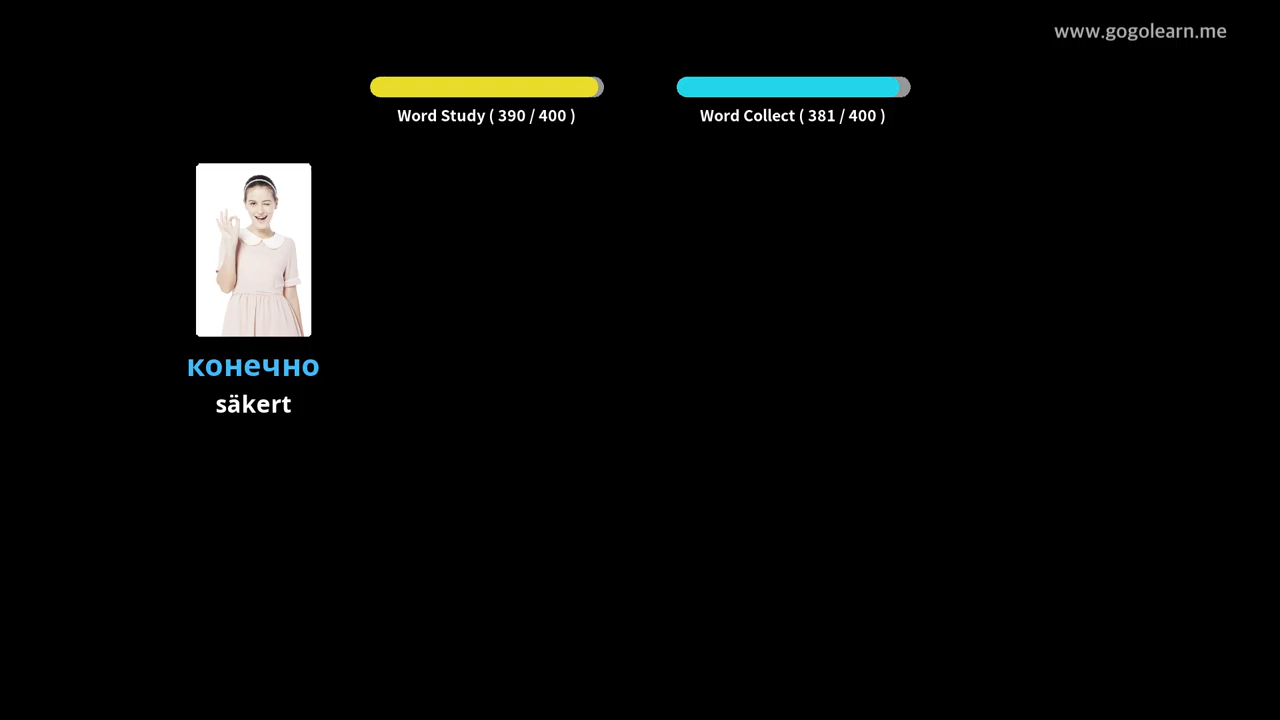 www.gogolearn.me
Word Study ( 390 / 400 )
Word Collect ( 381 / 400 )
конечно
säkert